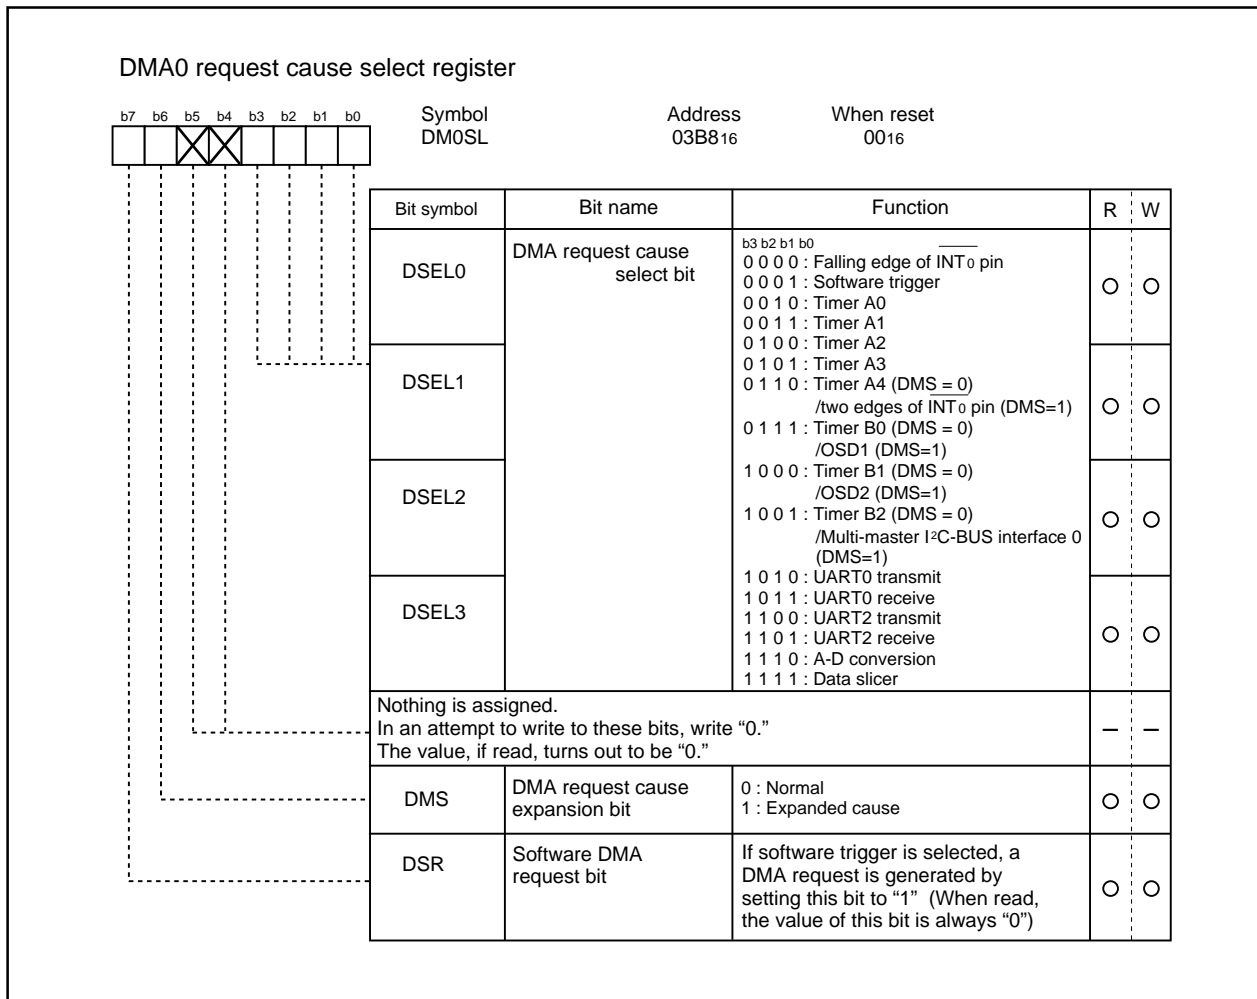 DMA0 request cause select register
b7 b6 b5 b4 b3 b2 b1 b0
Symbol Address When reset
DM0SL 03B816 0016
Bit symbol Bit name Function R W
DSEL0
DSEL1
DSEL2
DSEL3
DMA request cause
select bit
b3 b2 b1 b0
0 0 0 0 : Falling edge of INT0 pin
0 0 0 1 : Software trigger
0 0 1 0 : Timer A0
0 0 1 1 : Timer A1
0 1 0 0 : Timer A2
0 1 0 1 : Timer A3
0 1 1 0 : Timer A4 (DMS = 0)
/two edges of INT0 pin (DMS=1)
0 1 1 1 : Timer B0 (DMS = 0)
/OSD1 (DMS=1)
1 0 0 0 : Timer B1 (DMS = 0)
/OSD2 (DMS=1)
1 0 0 1 : Timer B2 (DMS = 0)
/Multi-master I²C-BUS interface 0
(DMS=1)
1 0 1 0 : UART0 transmit
1 0 1 1 : UART0 receive
1 1 0 0 : UART2 transmit
1 1 0 1 : UART2 receive
1 1 1 0 : A-D conversion
1 1 1 1 : Data slicer
Nothing is assigned.
In an attempt to write to these bits, write “0.”
The value, if read, turns out to be “0.”
DMS
DMA request cause
expansion bit
0 : Normal
1 : Expanded cause
DSR
Software DMA
request bit
If software trigger is selected, a
DMA request is generated by
setting this bit to “1” (When read,
the value of this bit is always “0”)